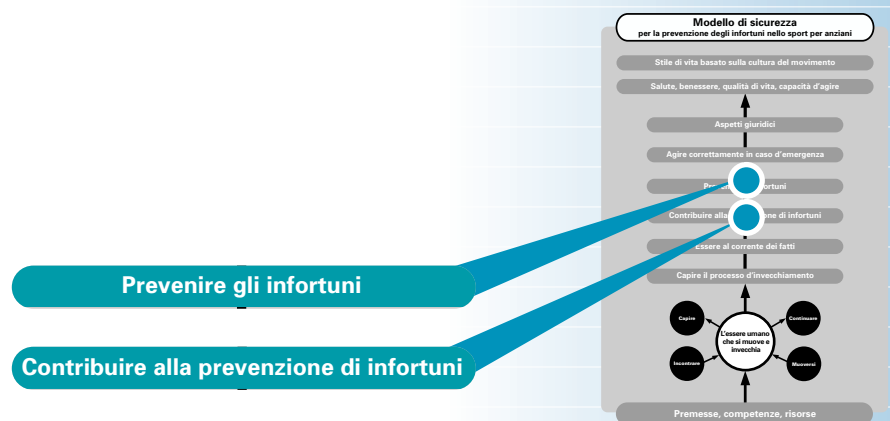 Modello di sicurezza
per la prevenzione degli infortuni nello sport per anziani
Stile di vita basato sulla cultura del movimento
Salute, benessere, qualità di vita, capacità d'agire
Aspetti giuridici
Agire correttamente in caso d'emergenza
Contribuire alla
di infortuni
Essere al corrente dei fatti
Capire il processo d'invecchiamento
Capire
Continuare
L'essere umano
che si muove e
invecchia
Incontrare
Muoversi
Premesse, competenze, risorse
Prevenire gli infortuni
Contribuire alla prevenzione di infortuni